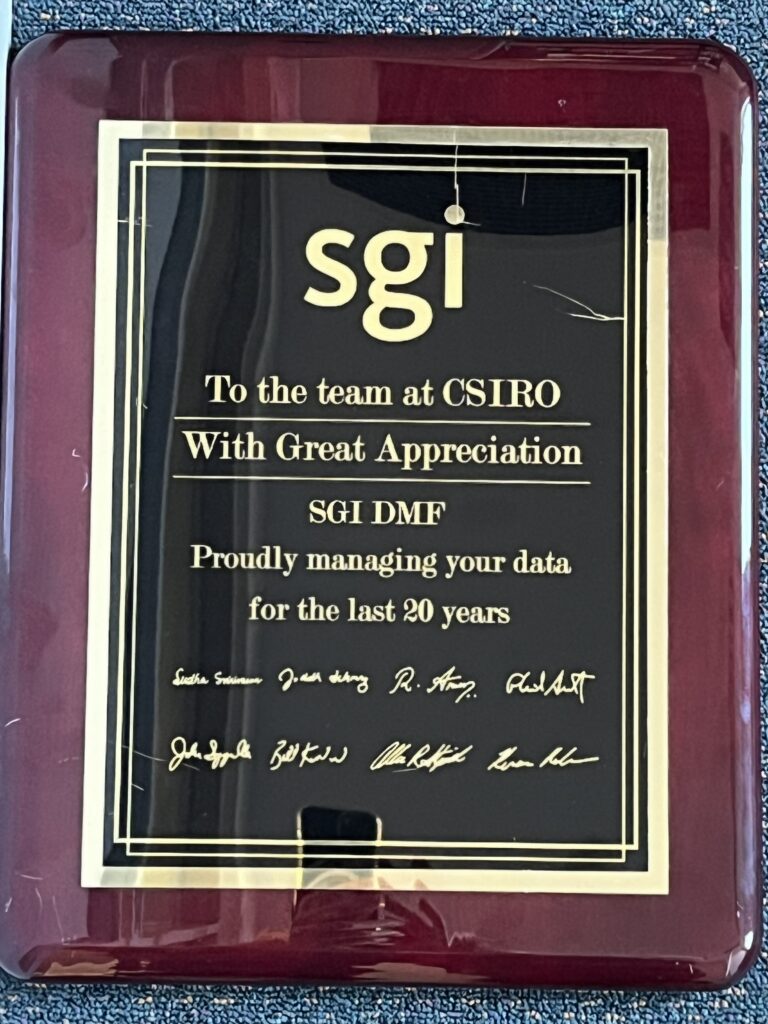 sgi
To the team at CSIRO
With Great Appreciation
SGI DMF
Proudly managing your data
for the last 20 years